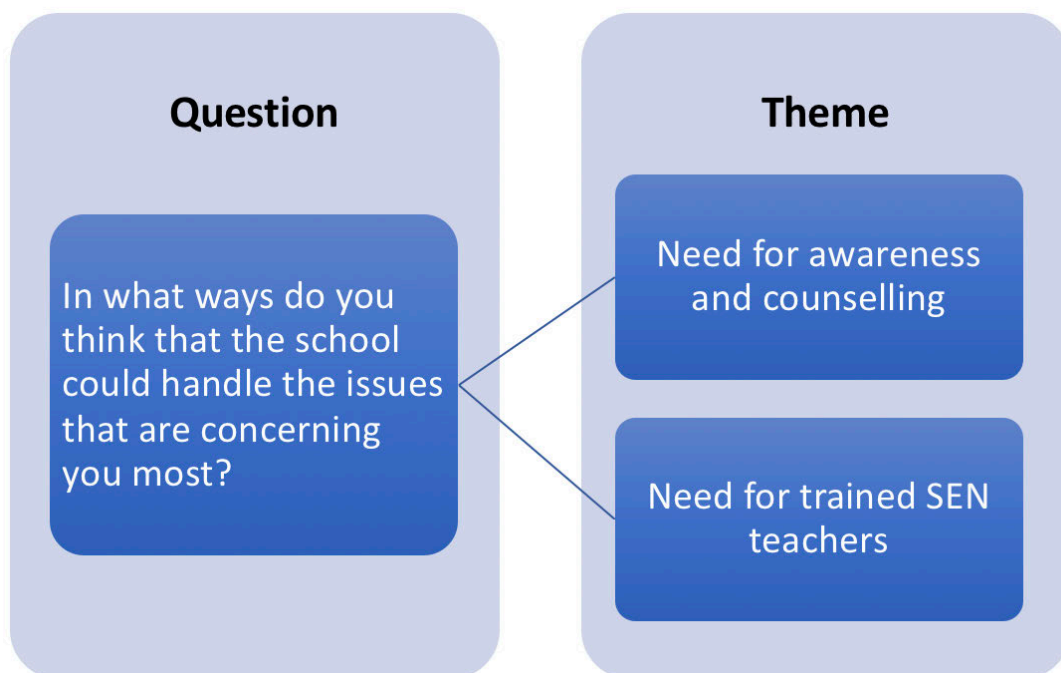 Question
In what ways do you
think that the school
could handle the issues
that are concerning
you most?
Theme
Need for awareness
and counselling
Need for trained SEN
teachers